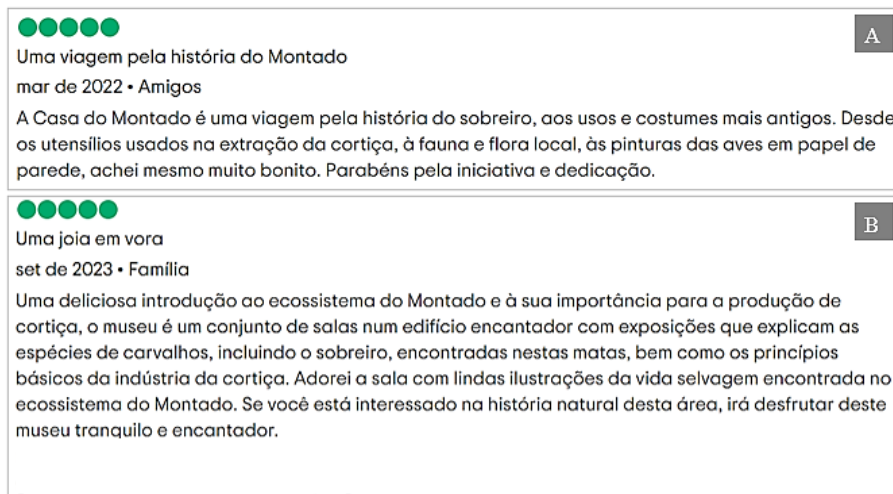 A
Uma viagem pela história do Montado
mar de 2022 • Amigos
A Casa do Montado é uma viagem pela história do sobreiro, aos usos e costumes mais antigos. Desde
os utensílios usados na extração da cortiça, à fauna e flora local, às pinturas das aves em papel de
parede, achei mesmo muito bonito. Parabéns pela iniciativa e dedicação.
B
Uma joia em vora
set de 2023 • Família
Uma deliciosa introdução ao ecossistema do Montado e à sua importância para a produção de
cortiça, o museu é um conjunto de salas num edifício encantador com exposições que explicam as
espécies de carvalhos, incluindo o sobreiro, encontradas nestas matas, bem como os princípios
básicos da indústria da cortiça. Adorei a sala com lindas ilustrações da vida selvagem encontrada no
ecossistema do Montado. Se você está interessado na história natural desta área, irá desfrutar deste
museu tranquilo e encantador.